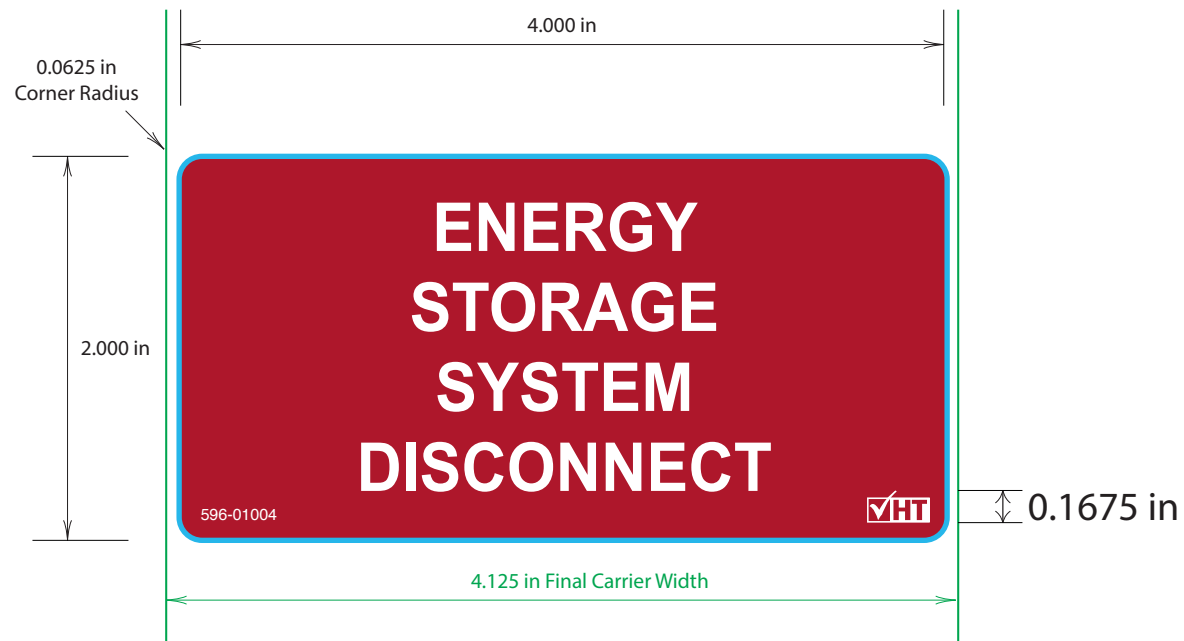 4.000 in
0.0625 in
Corner Radius
2.000 in
ENERGY
STORAGE
SYSTEM
DISCONNECT
596-01004
VHT
0.1675 in
4.125 in Final Carrier Width